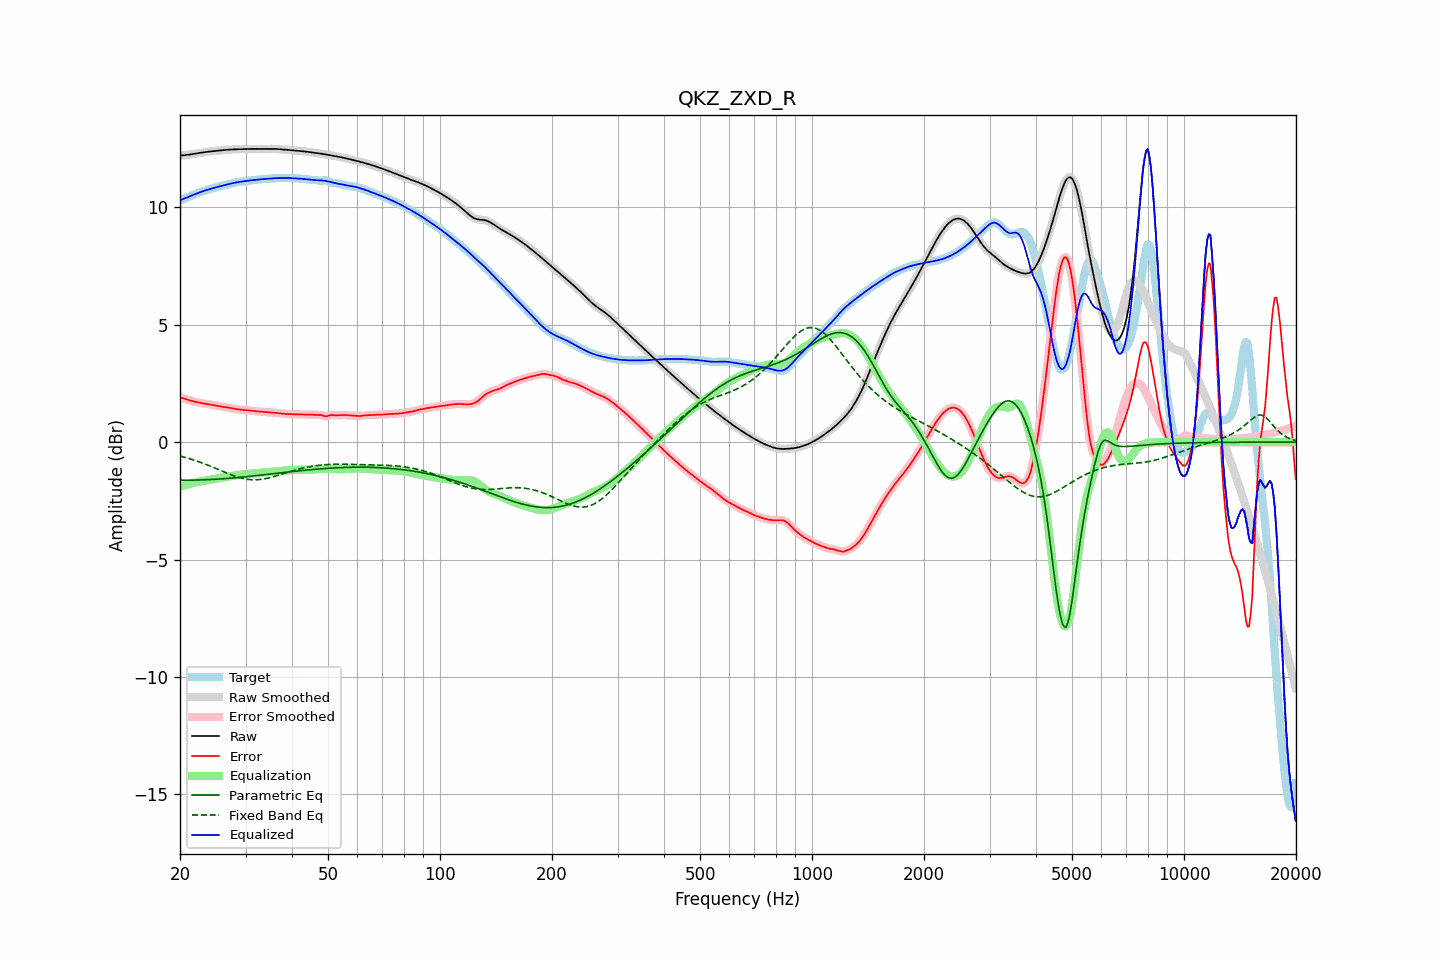 QKZ_ZXD_R
Amplitude (dBr)
10
5
0
−5
−10
−15
Target
Raw Smoothed
Error Smoothed
Raw
Error
Equalization
Parametric Eq
Fixed Band Eq
Equalized
20 50 100 200 500 1000 2000 5000 10000 20000
Frequency (Hz)